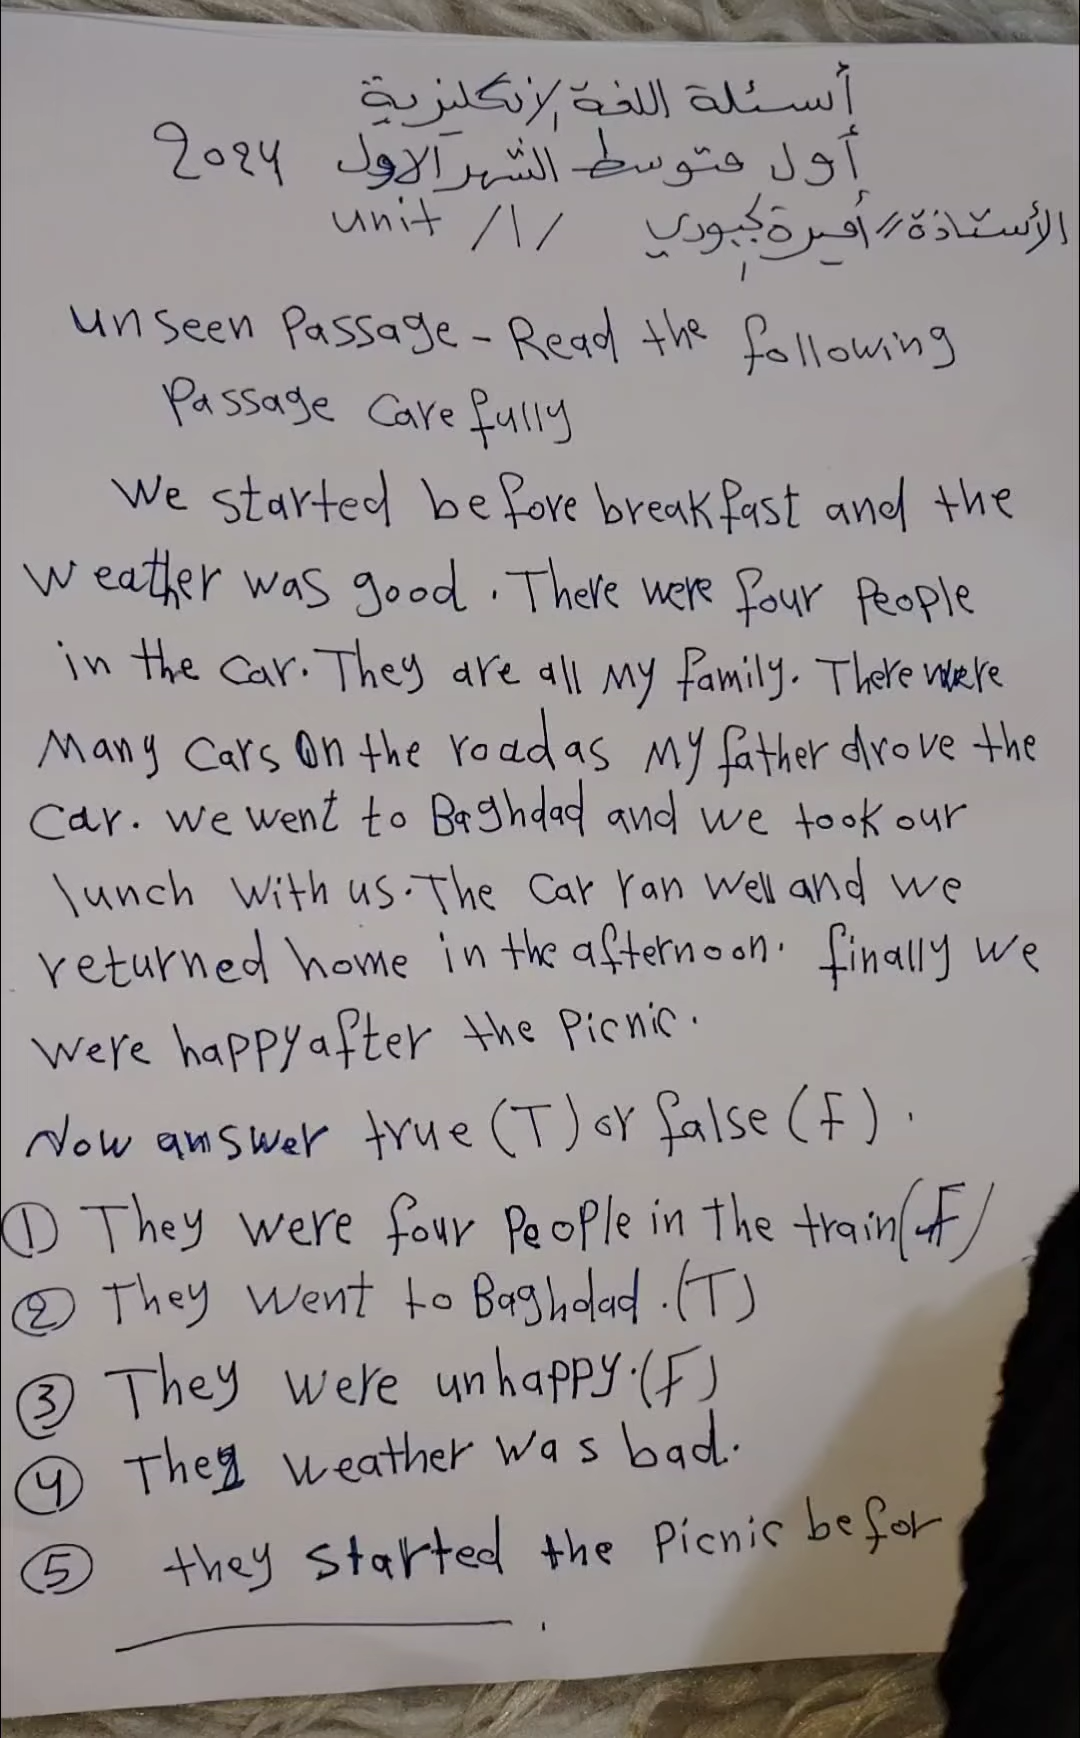 أسئلة اللغة الإنكليزية
أول متوسط الشهر الاول 2024
الأستاذة // أميرة unit /1/
unseen Passage - Read the following
Passage Carefully
We started before breakfast and the
weather was good. There were four People
in the car. They are all My family. There were
Many Cars on the road as My father drove the
Car. we went to Baghdad and we took our
lunch with us. The Car ran well and we
returned home in the afternoon. finally we
were happy after the Picnic.
Now answer true (T) or false (f).
① They were four People in the train (F)
② They went to Baghdad. (T)
③ They were unhappy. (F)
④ The weather was bad.
⑤ they started the Picnic befor